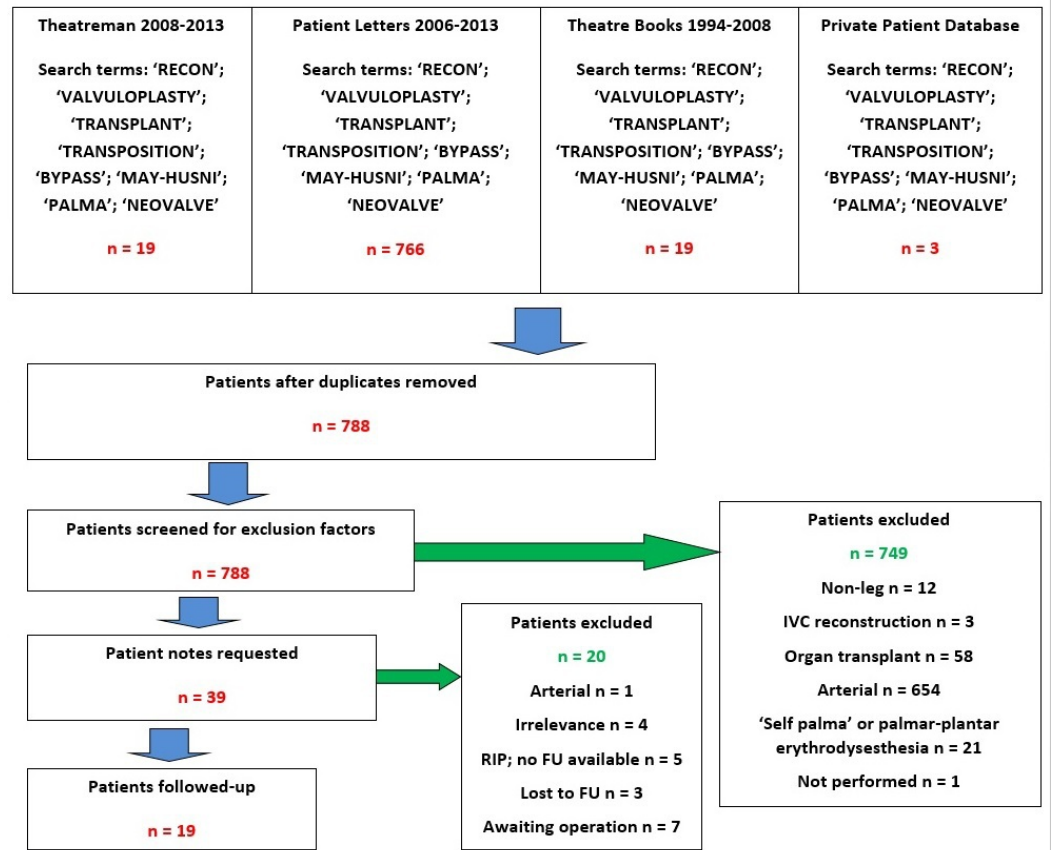 Theatreman 2008-2013
Search terms: ‘RECON’;
‘VALVULOPLASTY’;
‘TRANSPLANT’;
‘TRANSPOSITION’;
‘BYPASS’; ‘MAY-HUSNI’;
‘PALMA’; ‘NEOVALVE’
n = 19
Patient Letters 2006-2013
Search terms: ‘RECON’;
‘VALVULOPLASTY’;
‘TRANSPLANT’;
‘TRANSPOSITION’; ‘BYPASS’;
‘MAY-HUSNI’; ‘PALMA’;
‘NEOVALVE’
n = 766
Theatre Books 1994-2008
Search terms: ‘RECON’;
‘VALVULOPLASTY’;
‘TRANSPLANT’;
‘TRANSPOSITION’; ‘BYPASS’;
‘MAY-HUSNI’; ‘PALMA’;
‘NEOVALVE’
n = 19
Private Patient Database
Search terms: ‘RECON’;
‘VALVULOPLASTY’;
‘TRANSPLANT’;
‘TRANSPOSITION’;
‘BYPASS’; ‘MAY-HUSNI’;
‘PALMA’; ‘NEOVALVE’
n = 3
Patients after duplicates removed
n = 788
Patients screened for exclusion factors
n = 788
Patients excluded
n = 749
Non-leg n = 12
IVC reconstruction n = 3
Organ transplant n = 58
Arterial n = 654
‘Self palma’ or palmar-plantar
erythrodysesthesia n = 21
Not performed n = 1
Patient notes requested
n = 39
Patients excluded
n = 20
Arterial n = 1
Irrelevance n = 4
RIP; no FU available n = 5
Lost to FU n = 3
Awaiting operation n = 7
Patients followed-up
n = 19